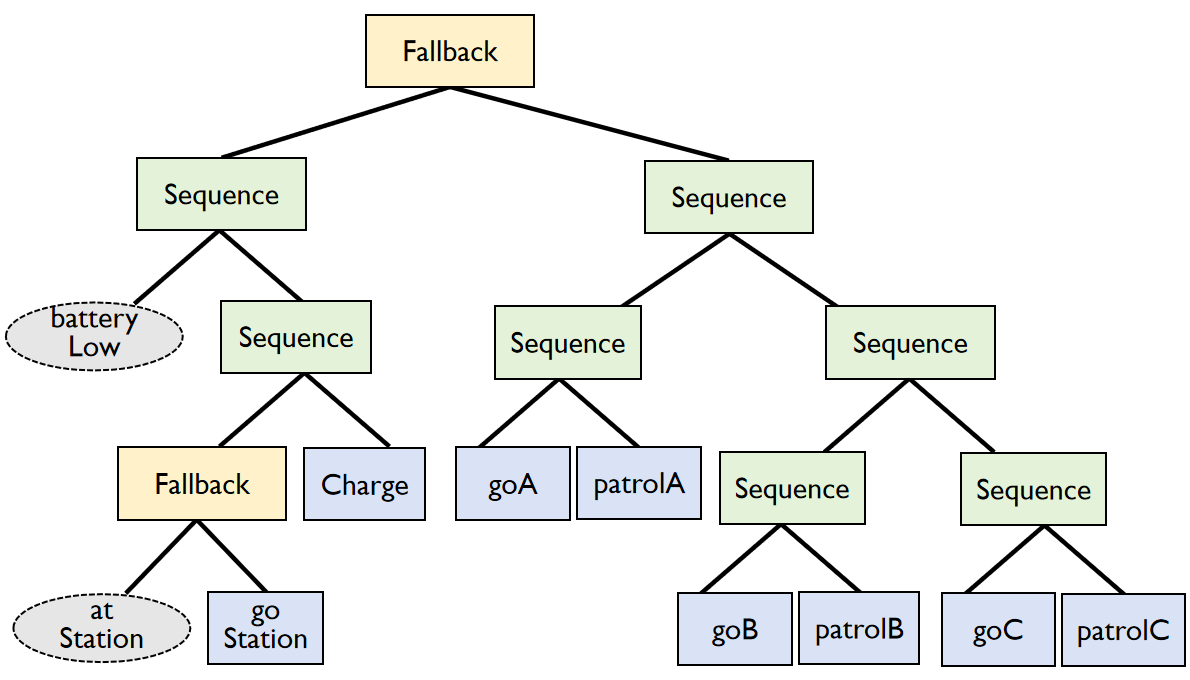 Fallback
Sequence
Sequence
battery
Low
Sequence
Sequence
Sequence
Fallback
Charge
goA
patrolA
Sequence
Sequence
at
Station
go
Station
goB
patrolB
goC
patrolC